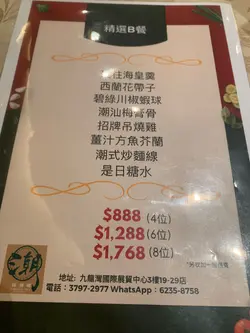 精選B餐
住海皇羹
西蘭花帶子
碧綠川椒蝦球
潮汕梅膏骨
招牌吊燒雞
薑汁方魚芥蘭
潮式炒麵線
是日糖水
$888 (4位)
$1,288 (6位)
$1,768 (8位)
潮
地址: 九龍灣國際展貿中心3樓19-29店
電話：3797-2977 WhatsApp：6235-8758